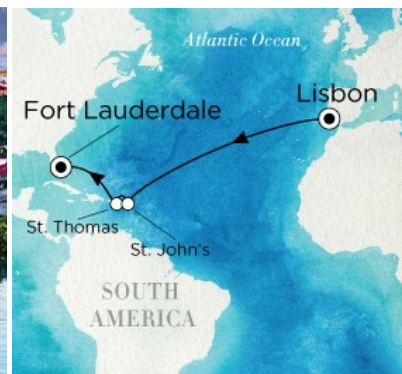 Atlantic Ocean
Lisbon
Fort Lauderdale
St. Thomas
St. John's
SOUTH
AMERICA